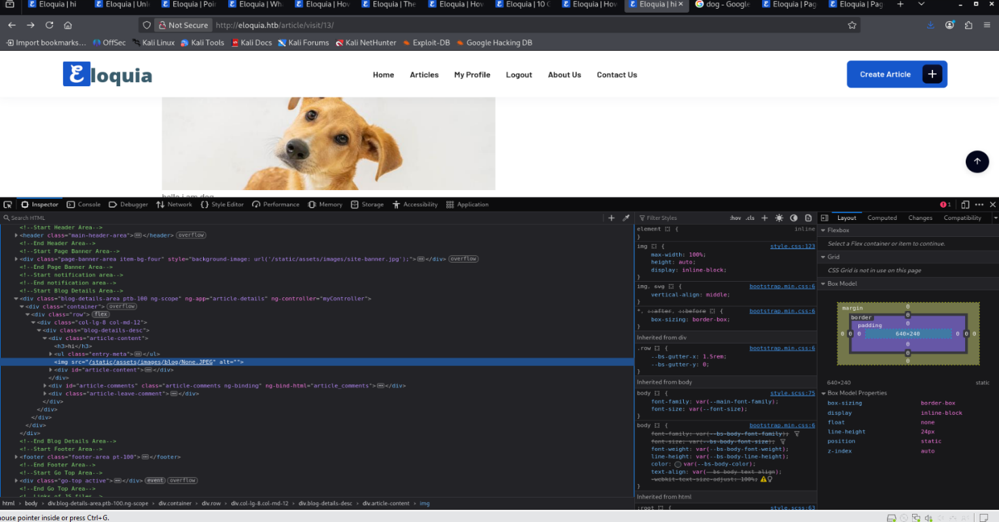 Eloquia | hi
Eloquia | Unl
Eloquia | Poin
Eloquia | Wha
Eloquia | How
Eloquia | The
Eloquia | How
Eloquia | 10 G
Eloquia | How
Eloquia | hi
dog - Google
Eloquia | Pag
Eloquia | Pag
Not Secure http://eloquia.htb/article/visit/13/
Import bookmarks... OffSec Kali Linux Kali Tools Kali Docs Kali Forums Kali NetHunter Exploit-DB Google Hacking DB
Eloquia
Home Articles My Profile Logout About Us Contact Us
Create Article
hello i am dog
Inspector Console Debugger Network Style Editor Performance Memory Storage Accessibility Application
1
Search HTML
<!--Start Header Area-->
<header class="main-header-area"></header> overflow
<!--End Header Area-->
<!--Start Page Banner Area-->
<div class="page-banner-area item-bg-four" style="background-image: url('/static/assets/images/site-banner.jpg');"></div> overflow
<!--End Page Banner Area-->
<!--Start notification area-->
<!--End notification area-->
<!--Start Blog Details Area-->
<div class="blog-details-area ptb-100 ng-scope" ng-app="article-details" ng-controller="myController">
<div class="container"> overflow
<div class="row"> flex
<div class="col-lg-8 col-md-12">
<div class="blog-details-desc">
<div class="article-content">
<h3>hi</h3>
<ul class="entry-meta"></ul>
<img src="/static/assets/images/blog/None.JPEG" alt="">
<div id="article-content"></div>
</div>
<div id="article-comments" class="article-comments ng-binding" ng-bind-html="article_comments"></div>
<div class="article-leave-comment"></div>
</div>
</div>
</div>
</div>
</div>
<!--End Blog Details Area-->
<!--Start Footer Area-->
<footer class="footer-area pt-100"></footer>
<!--End Footer Area-->
<!--Start Go Top Area-->
<div class="go-top active"></div> event overflow
<!--End Go Top Area-->
<!-- Links of JS files-->
html > body > div.blog-details-area.ptb-100.ng-scope > div.container > div.row > div.col-lg-8.col-md-12 > div.blog-details-desc > div.article-content > img
Filter Styles :hov .cls
element { inline
}
img { style.css:123
max-width: 100%;
height: auto;
display: inline-block;
}
img, svg { bootstrap.min.css:6
vertical-align: middle;
}
*, ::after, ::before { bootstrap.min.css:6
box-sizing: border-box;
}
Inherited from div
.row { bootstrap.min.css:6
--bs-gutter-x: 1.5rem;
--bs-gutter-y: 0;
}
Inherited from body
body { style.scss:75
font-family: var(--main-font-family);
font-size: var(--font-size);
}
body { bootstrap.min.css:6
font-family: var(--bs-body-font-family);
font-size: var(--bs-body-font-size);
font-weight: var(--bs-body-font-weight);
line-height: var(--bs-body-line-height);
color: var(--bs-body-color);
text-align: var(--bs-body-text-align);
-webkit-text-size-adjust: 100%;
}
Inherited from html
:root { style.scss:63
Layout Computed Changes Compatibility
Flexbox
Select a Flex container or item to continue.
Grid
CSS Grid is not in use on this page
Box Model
margin 0
border 0
padding 0
0 0 0 640×240 0 0 0
0
0
0
640×240 static
Box Model Properties
box-sizing border-box
display inline-block
float none
line-height 24px
position static
z-index auto
ouse pointer inside or press Ctrl+G.